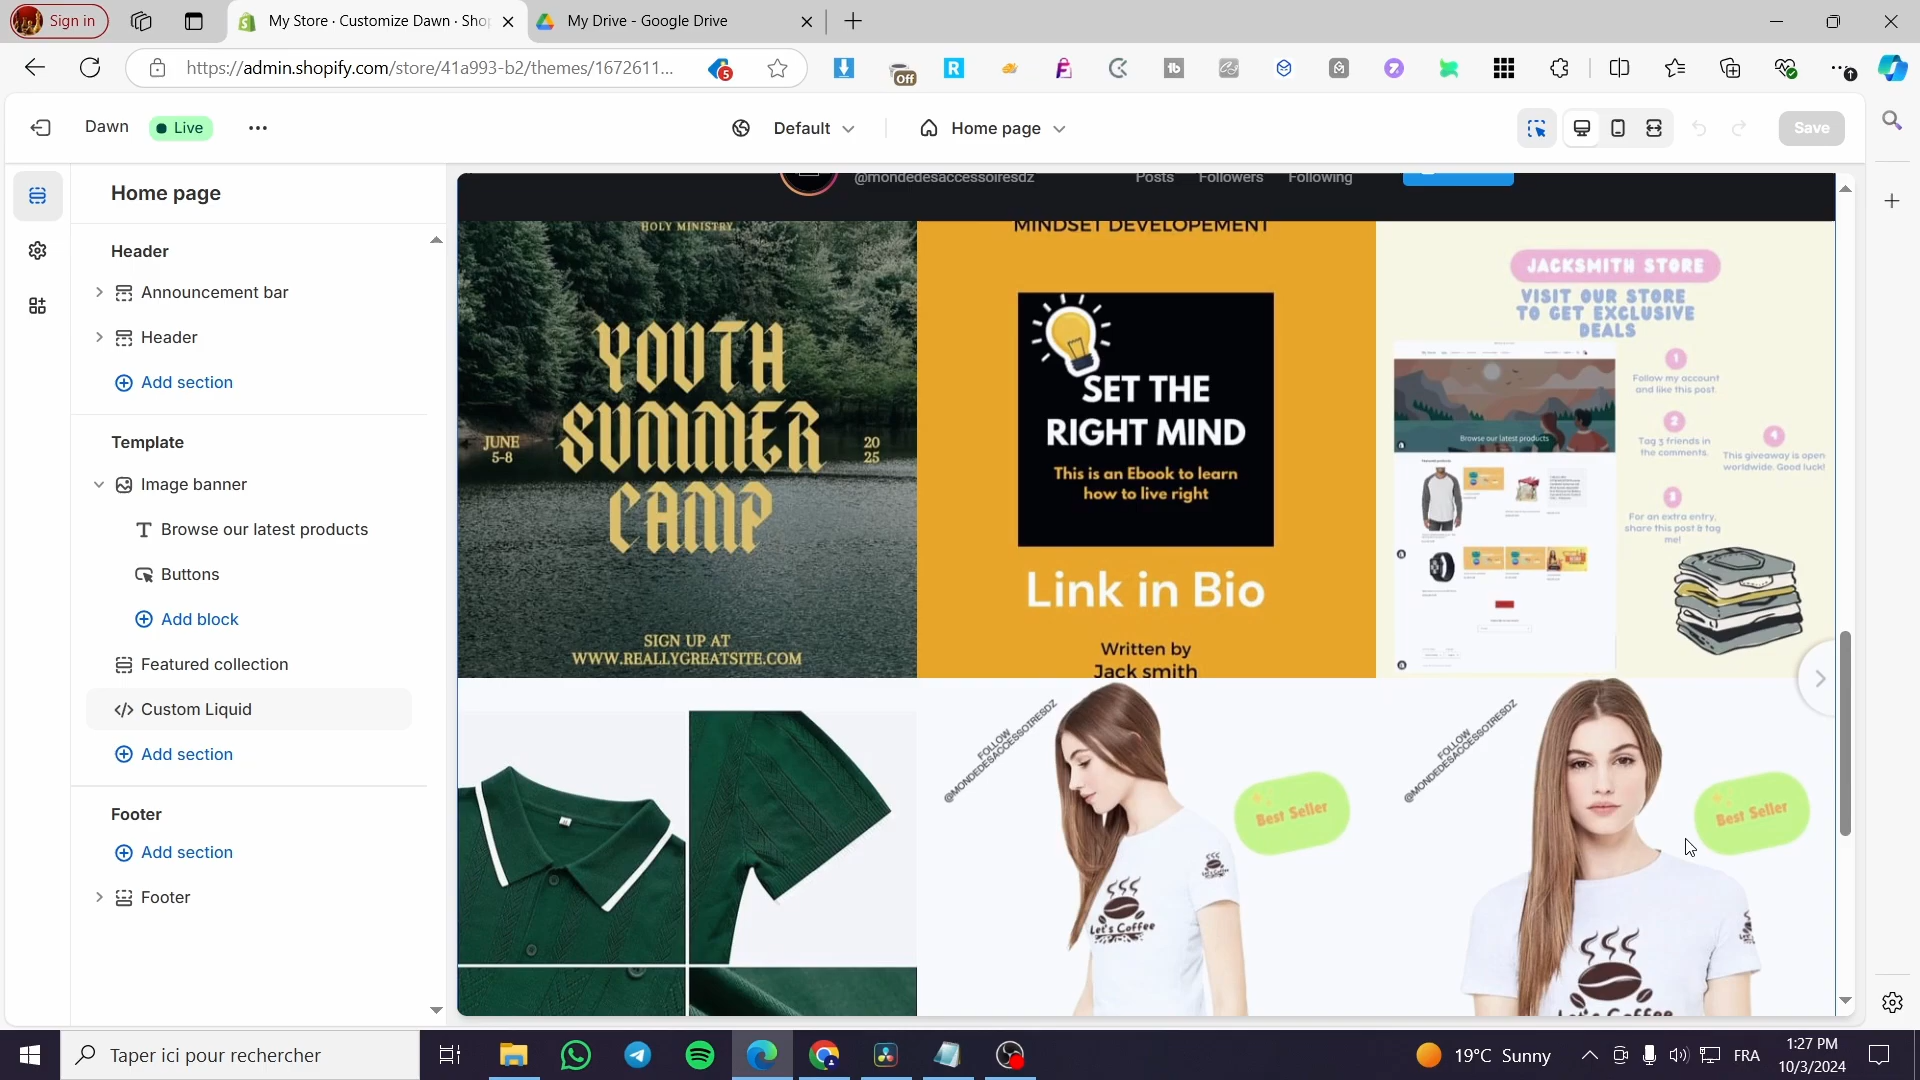 Sign in
My Store · Customize Dawn · Sho
My Drive - Google Drive
https://admin.shopify.com/store/41a993-b2/themes/1672611...
5
Off
Dawn
Live
Default
Home page
Save
Home page
Header
Announcement bar
Header
Add section
Template
Image banner
Browse our latest products
Buttons
Add block
Featured collection
Custom Liquid
Add section
Footer
Add section
Footer
@mondedesaccessoiresdz
Posts
Followers
Following
HOLY MINISTRY
YOUTH
SUMMER
CAMP
JUNE
5-8
20
25
SIGN UP AT
WWW.REALLYGREATSITE.COM
MINDSET DEVELOPEMENT
SET THE
RIGHT MIND
This is an Ebook to learn
how to live right
Link in Bio
Written by
Jack smith
JACKSMITH STORE
VISIT OUR STORE
TO GET EXCLUSIVE
DEALS
Browse our latest products
1
Follow my account
and like this post.
2
Tag 3 friends in
the comments.
3
For an extra entry,
share this post & tag
me!
4
This giveaway is open
worldwide. Good luck!
FOLLOW
@MONDEDESACCESSOIRESDZ
Best Seller
Let's Coffee
FOLLOW
@MONDEDESACCESSOIRESDZ
Best Seller
Let's Coffee
Taper ici pour rechercher
19°C Sunny
FRA
1:27 PM
10/3/2024